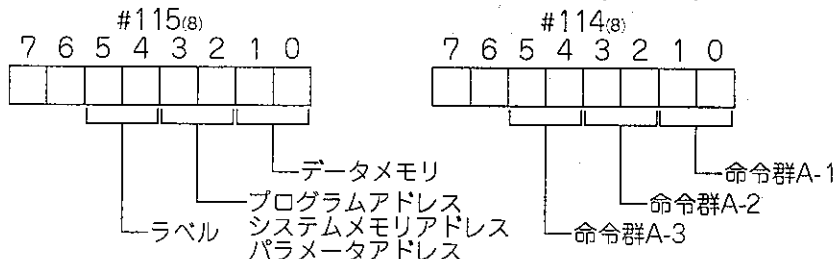 #115(8)
7 6 5 4 3 2 1 0
データメモリ
プログラムアドレス
システムメモリアドレス
パラメータアドレス
ラベル
#114(8)
7 6 5 4 3 2 1 0
命令群A-1
命令群A-2
命令群A-3